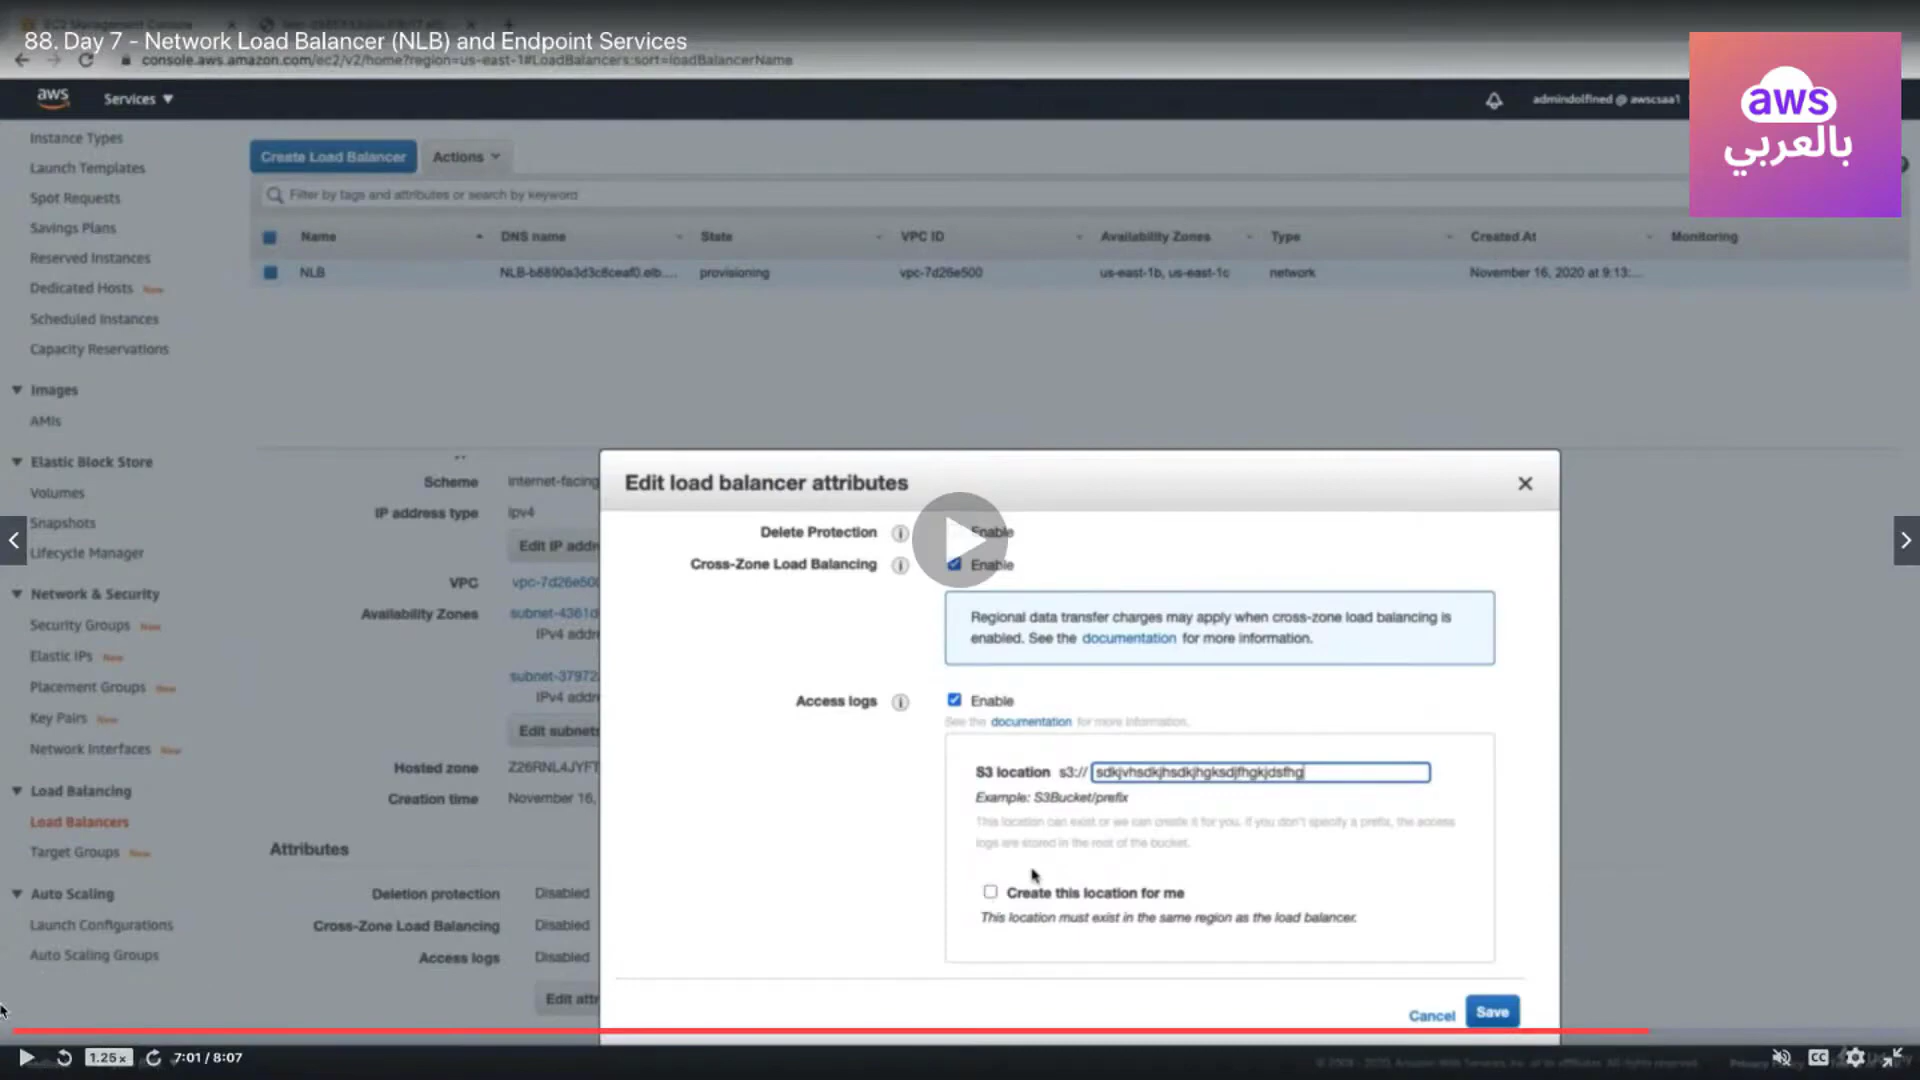 EC2 Management Console
88. Day 7 - Network Load Balancer (NLB) and Endpoint Services
console.aws.amazon.com/ec2/v2/home?region=us-east-1#LoadBalancers:sort=loadBalancerName
aws
Services
admindolfined @ awscsaa1
aws
بالعربي
Instance Types
Launch Templates
Spot Requests
Savings Plans
Reserved Instances
Dedicated Hosts New
Scheduled Instances
Capacity Reservations
Images
AMIs
Elastic Block Store
Volumes
Snapshots
Lifecycle Manager
Network & Security
Security Groups New
Elastic IPs New
Placement Groups New
Key Pairs New
Network Interfaces New
Load Balancing
Load Balancers
Target Groups New
Auto Scaling
Launch Configurations
Auto Scaling Groups
Create Load Balancer Actions
Filter by tags and attributes or search by keyword
Name DNS name State VPC ID Availability Zones Type Created At Monitoring
NLB NLB-b8890a3d3c8ceaf0.elb.... provisioning vpc-7d26e500 us-east-1b, us-east-1c network November 16, 2020 at 9:13:...
Scheme internet-facing
IP address type ipv4
Edit IP addr
VPC vpc-7d26e500
Availability Zones subnet-4361d
IPv4 addr
subnet-37972
IPv4 addr
Edit subnets
Hosted zone Z26RNL4JYFT
Creation time November 16,
Attributes
Deletion protection Disabled
Cross-Zone Load Balancing Disabled
Access logs Disabled
Edit attr
Edit load balancer attributes
Delete Protection Enable
Cross-Zone Load Balancing Enable
Regional data transfer charges may apply when cross-zone load balancing is
enabled. See the documentation for more information.
Access logs Enable
See the documentation for more information.
S3 location s3:// sdkjvhsdkjhsdkjhgksdjfhgkjdsfhg
Example: S3Bucket/prefix
This location can exist or we can create it for you. If you don't specify a prefix, the access
logs are stored in the root of the bucket.
Create this location for me
This location must exist in the same region as the load balancer.
Cancel Save
1.25x 7:01 / 8:07 CC